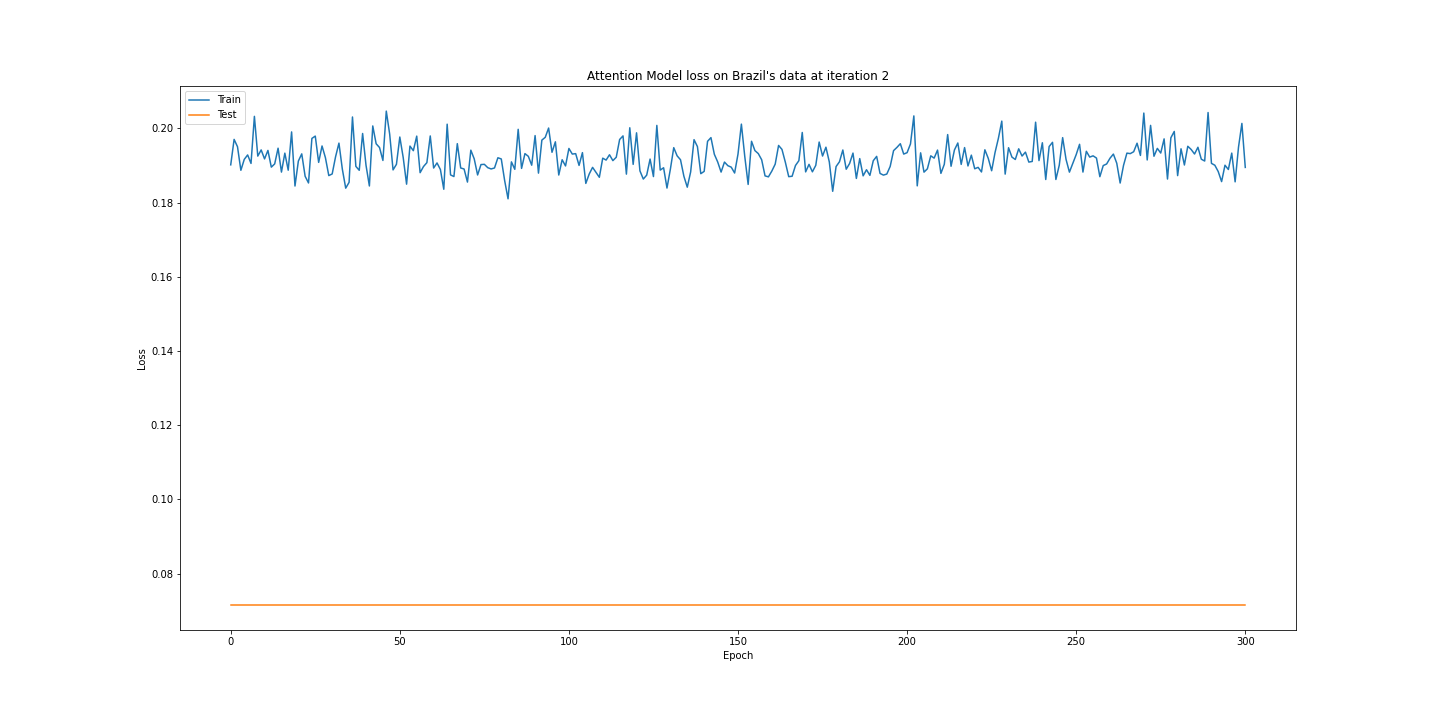 Attention Model loss on Brazil's data at iteration 2
Train
Test
0.20
0.18
0.16
0.14
0.12
0.10
0.08
Loss
0 50 100 150 200 250 300
Epoch